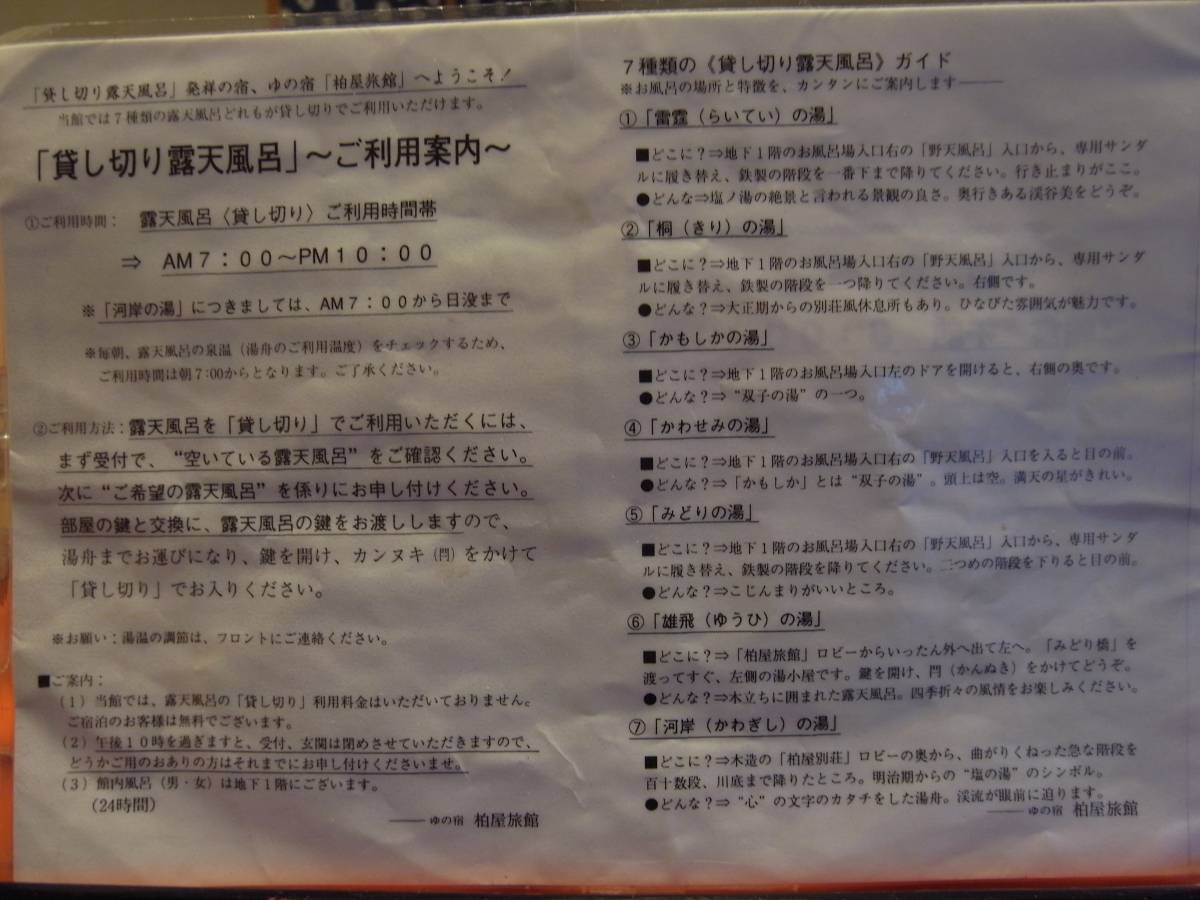 「貸し切り露天風呂」発祥の宿、ゆの宿「柏屋旅館」へようこそ!
当館では7種類の露天風呂どれもが貸し切りでご利用いただけます。
「貸し切り露天風呂」~ご利用案内~
①ご利用時間: 露天風呂〈貸し切り〉ご利用時間帯
⇒ AM7:00~PM10:00
※「河岸の湯」につきましては、AM7:00から日没まで
※毎朝、露天風呂の泉温(湯舟のご利用温度)をチェックするため、
ご利用時間は朝7:00からとなります。ご了承ください。
②ご利用方法:露天風呂を「貸し切り」でご利用いただくには、
まず受付で、“空いている露天風呂”をご確認ください。
次に“ご希望の露天風呂”を係りにお申し付けください。
部屋の鍵と交換に、露天風呂の鍵をお渡ししますので、
湯舟までお運びになり、鍵を開け、カンヌキ(閂)をかけて
「貸し切り」でお入りください。
※お願い:湯温の調節は、フロントにご連絡ください。
■ご案内:
(1)当館では、露天風呂の「貸し切り」利用料金はいただいておりません。
ご宿泊のお客様は無料でございます。
(2)午後10時を過ぎますと、受付、玄関は閉めさせていただきますので、
どうかご用のおありの方はそれまでにお申し付けくださいませ。
(3)館内風呂(男・女)は地下1階にございます。
(24時間)
――ゆの宿 柏屋旅館
7種類の《貸し切り露天風呂》ガイド
※お風呂の場所と特徴を、カンタンにご案内します――
①「雷霆(らいてい)の湯」
■どこに?⇒地下1階のお風呂場入口右の「野天風呂」入口から、専用サンダ
ルに履き替え、鉄製の階段を一番下まで降りてください。行き止まりがここ。
●どんな⇒塩ノ湯の絶景と言われる景観の良さ。奥行きある渓谷美をどうぞ。
②「桐(きり)の湯」
■どこに?⇒地下1階のお風呂場入口右の「野天風呂」入口から、専用サンダ
ルに履き替え、鉄製の階段を一つ降りてください。右側です。
●どんな?⇒大正期からの別荘風休息所もあり。ひなびた雰囲気が魅力です。
③「かもしかの湯」
■どこに?⇒地下1階のお風呂場入口左のドアを開けると、右側の奥です。
●どんな?⇒“双子の湯”の一つ。
④「かわせみの湯」
■どこに?⇒地下1階のお風呂場入口右の「野天風呂」入口を入ると目の前。
●どんな?⇒「かもしか」とは“双子の湯”。頭上は空。満天の星がきれい。
⑤「みどりの湯」
■どこに?⇒地下1階のお風呂場入口右の「野天風呂」入口から、専用サンダ
ルに履き替え、鉄製の階段を降りてください。二つめの階段を下りると目の前。
●どんな?⇒こじんまりがいいところ。
⑥「雄飛(ゆうひ)の湯」
■どこに?⇒「柏屋旅館」ロビーからいったん外へ出て左へ。「みどり橋」を
渡ってすぐ、左側の湯小屋です。鍵を開け、閂(かんぬき)をかけてどうぞ。
●どんな?⇒木立ちに囲まれた露天風呂。四季折々の風情をお楽しみください。
⑦「河岸(かわぎし)の湯」
■どこに?⇒木造の「柏屋別荘」ロビーの奥から、曲がりくねった急な階段を
百十数段、川底まで降りたところ。明治期からの“塩の湯”のシンボル。
●どんな?⇒“心”の文字のカタチをした湯舟。渓流が眼前に迫ります。
――ゆの宿 柏屋旅館